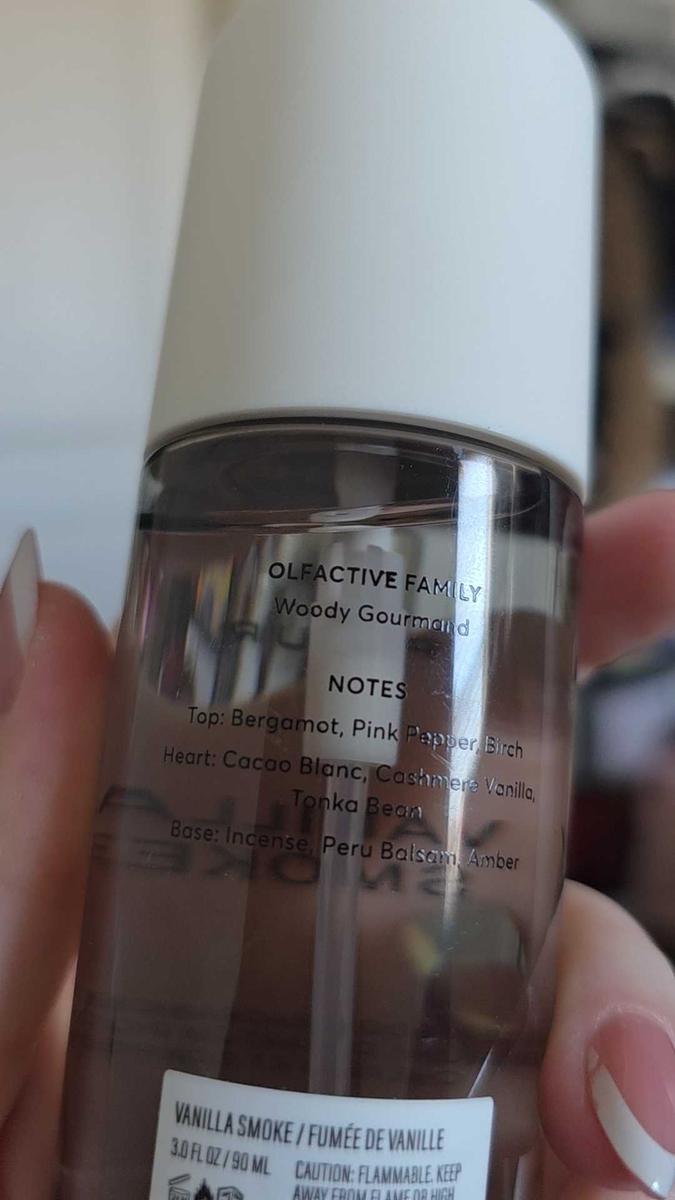 OLFACTIVE FAMILY
Woody Gourmand
NOTES
Top: Bergamot, Pink Pepper, Birch
Heart: Cacao Blanc, Cashmere Vanilla,
Tonka Bean
Base: Incense, Peru Balsam, Amber
VANILLA
SMOKE
VANILLA SMOKE / FUMÉE DE VANILLE
3.0 FL OZ / 90 ML
CAUTION: FLAMMABLE. KEEP
AWAY FROM FLAME OR HIGH